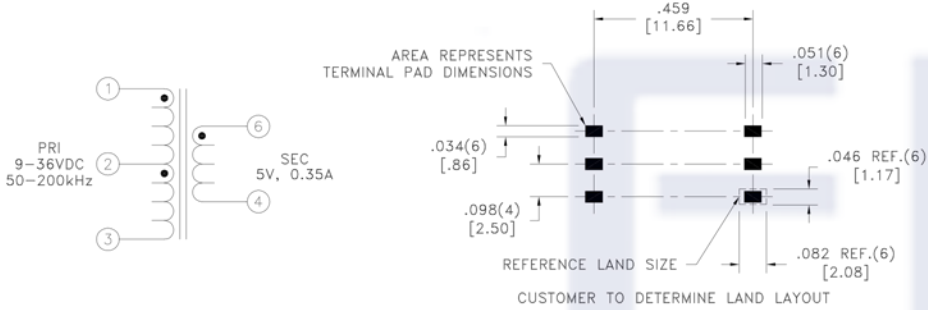 1
2
3
PRI
9-36VDC
50-200kHz
6
4
SEC
5V, 0.35A
.459
[11.66]
AREA REPRESENTS
TERMINAL PAD DIMENSIONS
.051(6)
[1.30]
.034(6)
[.86]
.046 REF.(6)
[1.17]
.098(4)
[2.50]
REFERENCE LAND SIZE
.082 REF.(6)
[2.08]
CUSTOMER TO DETERMINE LAND LAYOUT